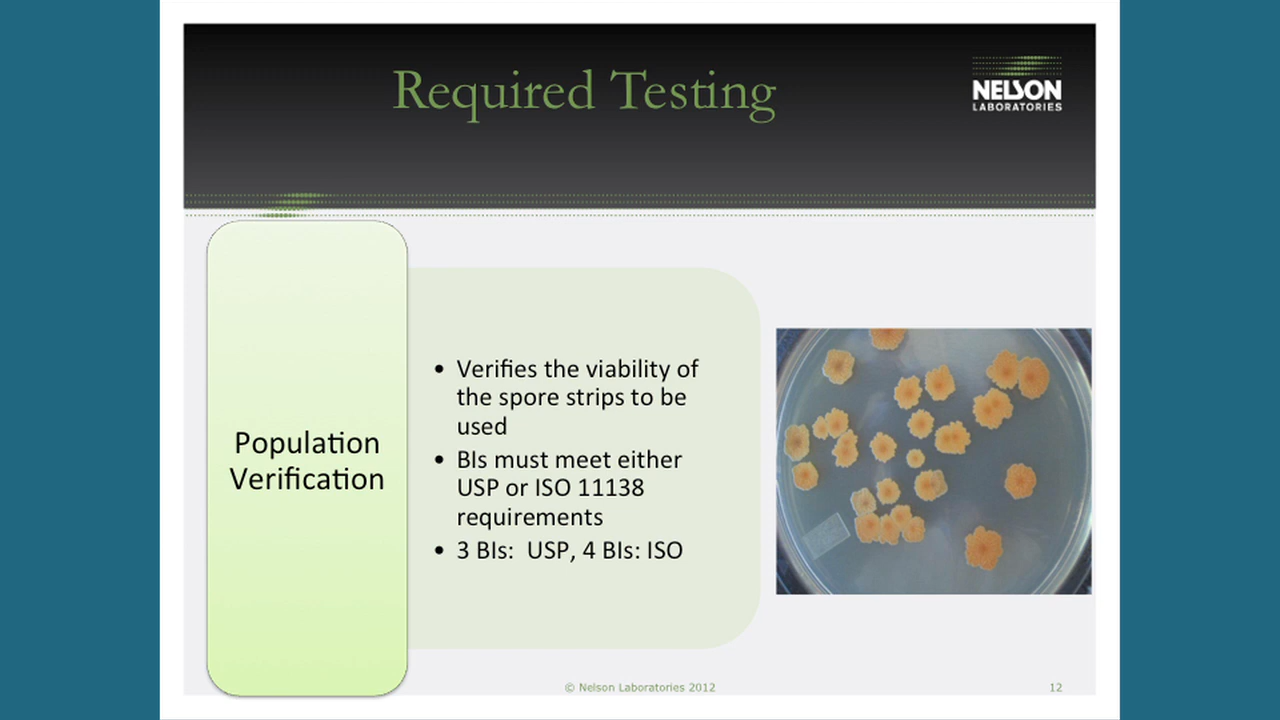 Required Testing
NELSON
LABORATORIES
Population
Verification
• Verifies the viability of
the spore strips to be
used
• BIs must meet either
USP or ISO 11138
requirements
• 3 BIs:  USP, 4 BIs: ISO
© Nelson Laboratories 2012
12